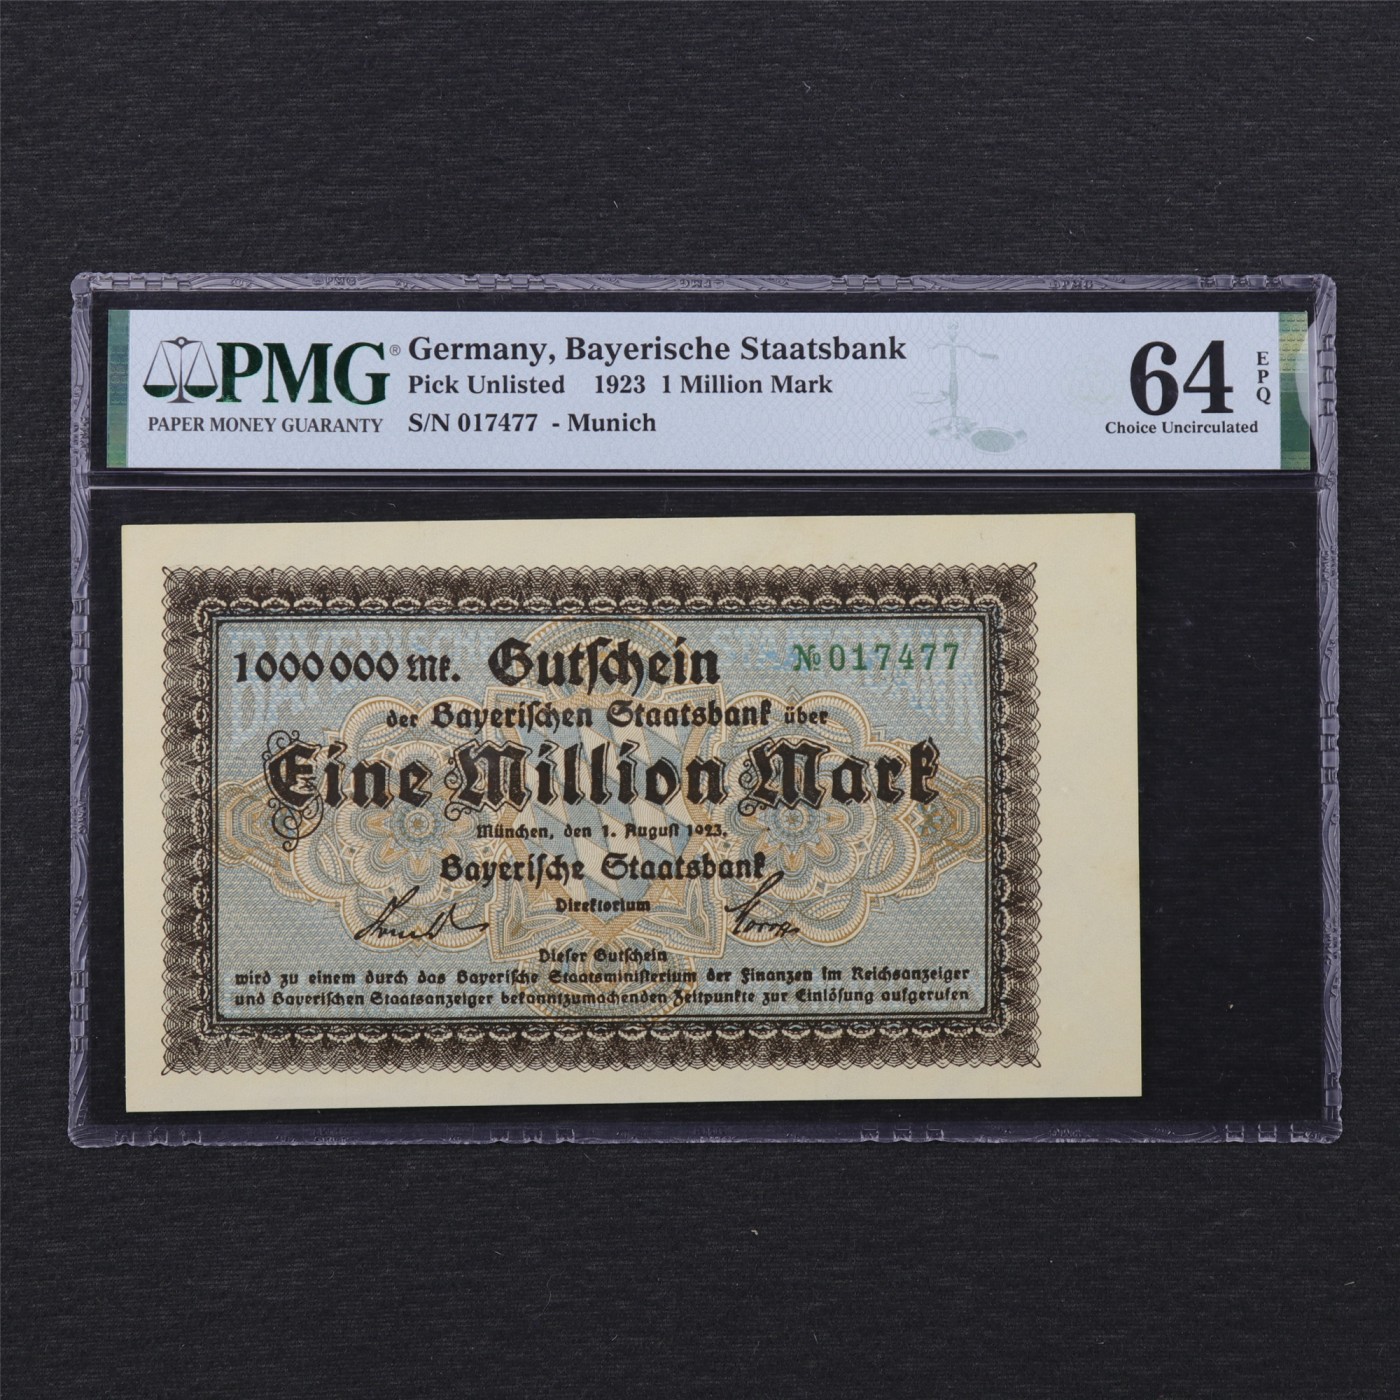 PMG®
PAPER MONEY GUARANTY
Germany, Bayerische Staatsbank
Pick Unlisted 1923 1 Million Mark
S/N 017477 - Munich
64 EPQ
Choice Uncirculated
1000000 Mk. Gutschein № 017477
der Bayerischen Staatsbank über
Eine Million Mark
München, den 1. August 1923.
Bayerische Staatsbank
Direktorium
Dieser Gutschein
wird zu einem durch das Bayerische Staatsministerium der Finanzen im Reichsanzeiger
und Bayerischen Staatsanzeiger bekanntzumachenden Zeitpunkte zur Einlösung aufgerufen